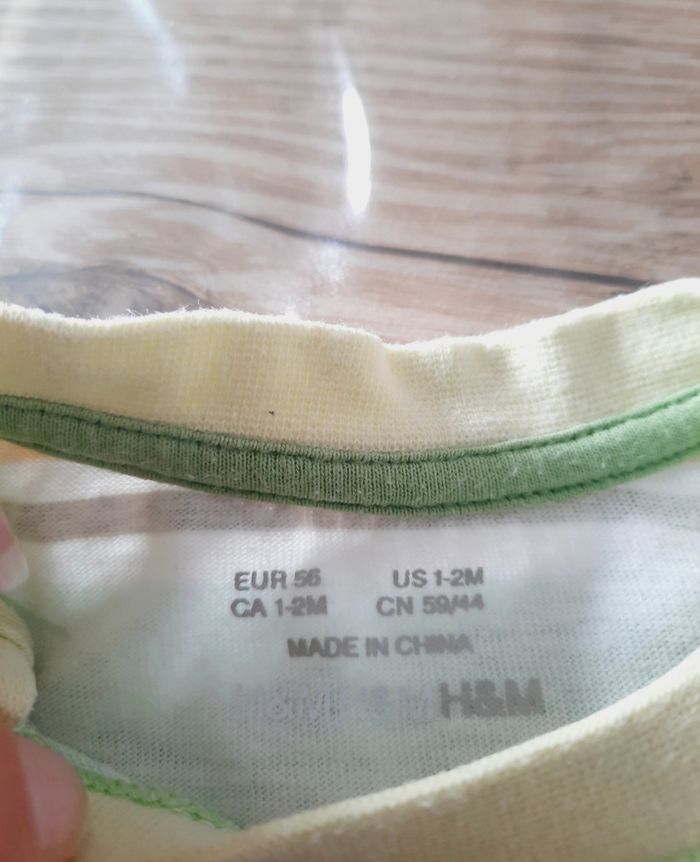 EUR 56 US 1-2M
CA 1-2M CN 59/44
MADE IN CHINA
H&M H&M H&M